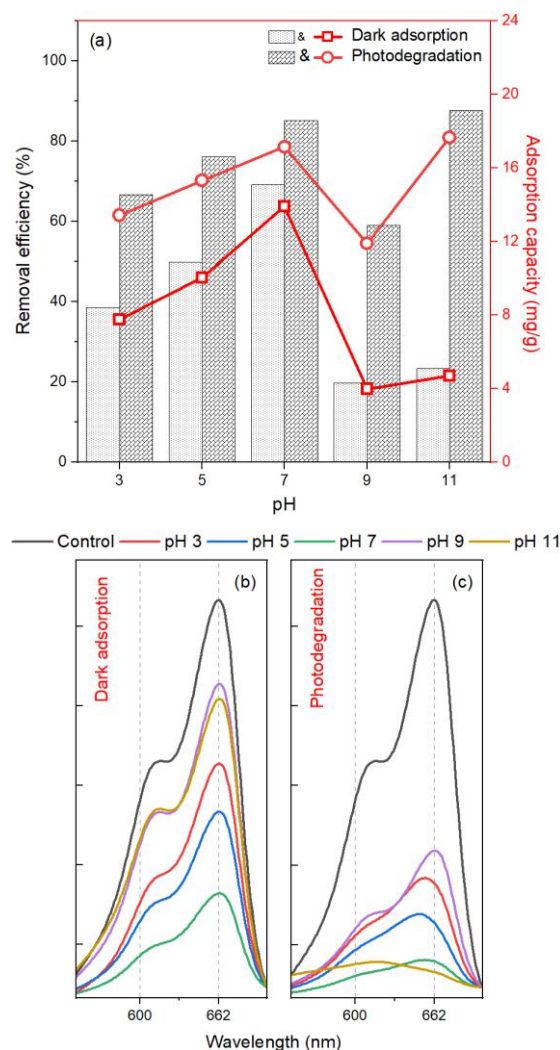 (a)
& Dark adsorption
& Photodegradation
Removal efficiency (%)
100
80
60
40
20
0
24
20
16
12
8
4
0
Adsorption capacity (mg/g)
3 5 7 9 11
pH
Control pH 3 pH 5 pH 7 pH 9 pH 11
Dark adsorption
(b)
Photodegradation
(c)
600 662 600 662
Wavelength (nm)